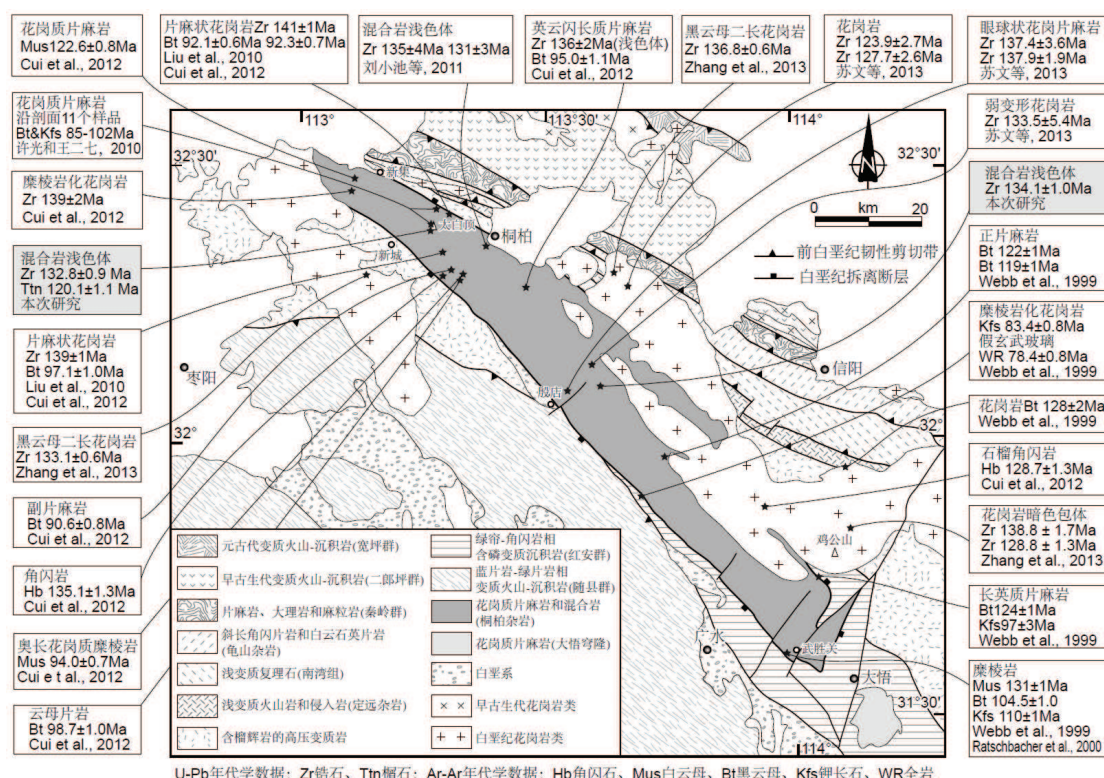 花岗质片麻岩
Mus122.6±0.8Ma
Cui et al., 2012
片麻状花岗岩Zr 141±1Ma
Bt 92.1±0.6Ma 92.3±0.7Ma
Liu et al., 2010
Cui et al., 2012
混合岩浅色体
Zr 135±4Ma 131±3Ma
刘小池等, 2011
英云闪长质片麻岩
Zr 136±2Ma(浅色体)
Bt 95.0±1.1Ma
Cui et al., 2012
黑云母二长花岗岩
Zr 136.8±0.6Ma
Zhang et al., 2013
花岗岩
Zr 123.9±2.7Ma
Zr 127.7±2.6Ma
苏文等, 2013
眼球状花岗片麻岩
Zr 137.4±3.6Ma
Zr 137.9±1.9Ma
苏文等, 2013
花岗质片麻岩
沿剖面11个样品
Bt&Kfs 85-102Ma
许光和王二七, 2010
糜棱岩化花岗岩
Zr 139±2Ma
Cui et al., 2012
混合岩浅色体
Zr 132.8±0.9 Ma
Ttn 120.1±1.1 Ma
本次研究
片麻状花岗岩
Zr 139±1Ma
Bt 97.1±1.0Ma
Liu et al., 2010
Cui et al., 2012
黑云母二长花岗岩
Zr 133.1±0.6Ma
Zhang et al., 2013
副片麻岩
Bt 90.6±0.8Ma
Cui et al., 2012
角闪岩
Hb 135.1±1.3Ma
Cui et al., 2012
奥长花岗质糜棱岩
Mus 94.0±0.7Ma
Cui e t al., 2012
云母片岩
Bt 98.7±1.0Ma
Cui et al., 2012
弱变形花岗岩
Zr 133.5±5.4Ma
苏文等, 2013
混合岩浅色体
Zr 134.1±1.0Ma
本次研究
正片麻岩
Bt 122±1Ma
Bt 119±1Ma
Webb et al., 1999
糜棱岩化花岗岩
Kfs 83.4±0.8Ma
假玄武玻璃
WR 78.4±0.8Ma
Webb et al., 1999
花岗岩Bt 128±2Ma
Webb et al., 1999
石榴角闪岩
Hb 128.7±1.3Ma
Cui et al., 2012
花岗岩暗色包体
Zr 138.8 ± 1.7Ma
Zr 128.8 ± 1.3Ma
Zhang et al., 2013
长英质片麻岩
Bt124±1Ma
Kfs97±3Ma
Webb et al., 1999
糜棱岩
Mus 131±1Ma
Bt 104.5±1.0
Kfs 110±1Ma
Webb et al., 1999
Ratschbacher et al., 2000
113°
113°30'
114°
32°30'
32°30'
N
0 km 20
前白垩纪韧性剪切带
白垩纪拆离断层
新集
太白顶
桐柏
新城
枣阳
殷店
信阳
32°
32°
鸡公山
广水
武胜关
大悟
31°30'
114°
元古代变质火山-沉积岩(宽坪群)
早古生代变质火山-沉积岩(二郎坪群)
片麻岩、大理岩和麻粒岩(秦岭群)
斜长角闪片岩和白云石英片岩
(龟山杂岩)
浅变质复理石(南湾组)
浅变质火山岩和侵入岩(定远杂岩)
含榴辉岩的高压变质岩
绿帘-角闪岩相
含磷变质沉积岩(红安群)
蓝片岩-绿片岩相
变质火山-沉积岩(随县群)
花岗质片麻岩和混合岩
(桐柏杂岩)
花岗质片麻岩(大悟穹隆)
白垩系
早古生代花岗岩类
白垩纪花岗岩类
U-Pb年代学数据：Zr锆石、Ttn榍石；Ar-Ar年代学数据：Hb角闪石、Mus白云母、Bt黑云母、Kfs钾长石、WR全岩